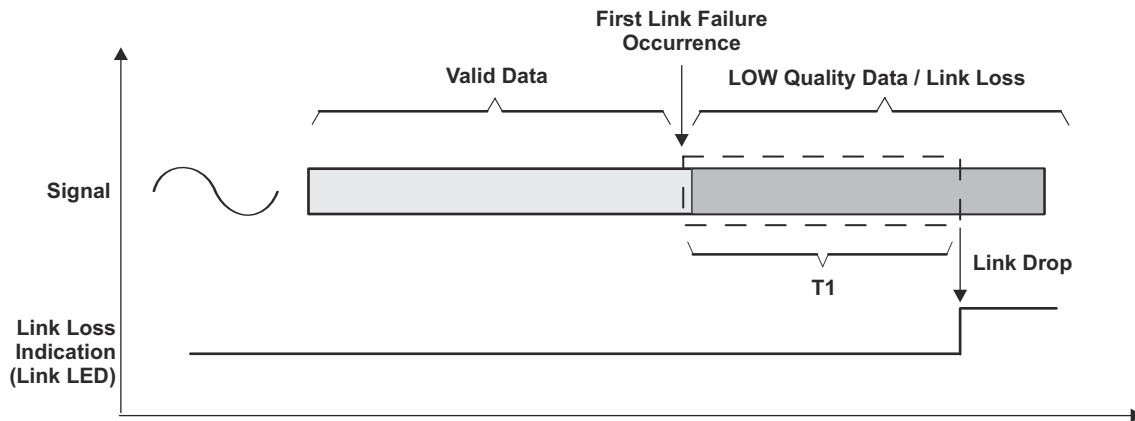 First Link Failure
Occurrence
Valid Data
LOW Quality Data / Link Loss
Signal
T1
Link Drop
Link Loss
Indication
(Link LED)